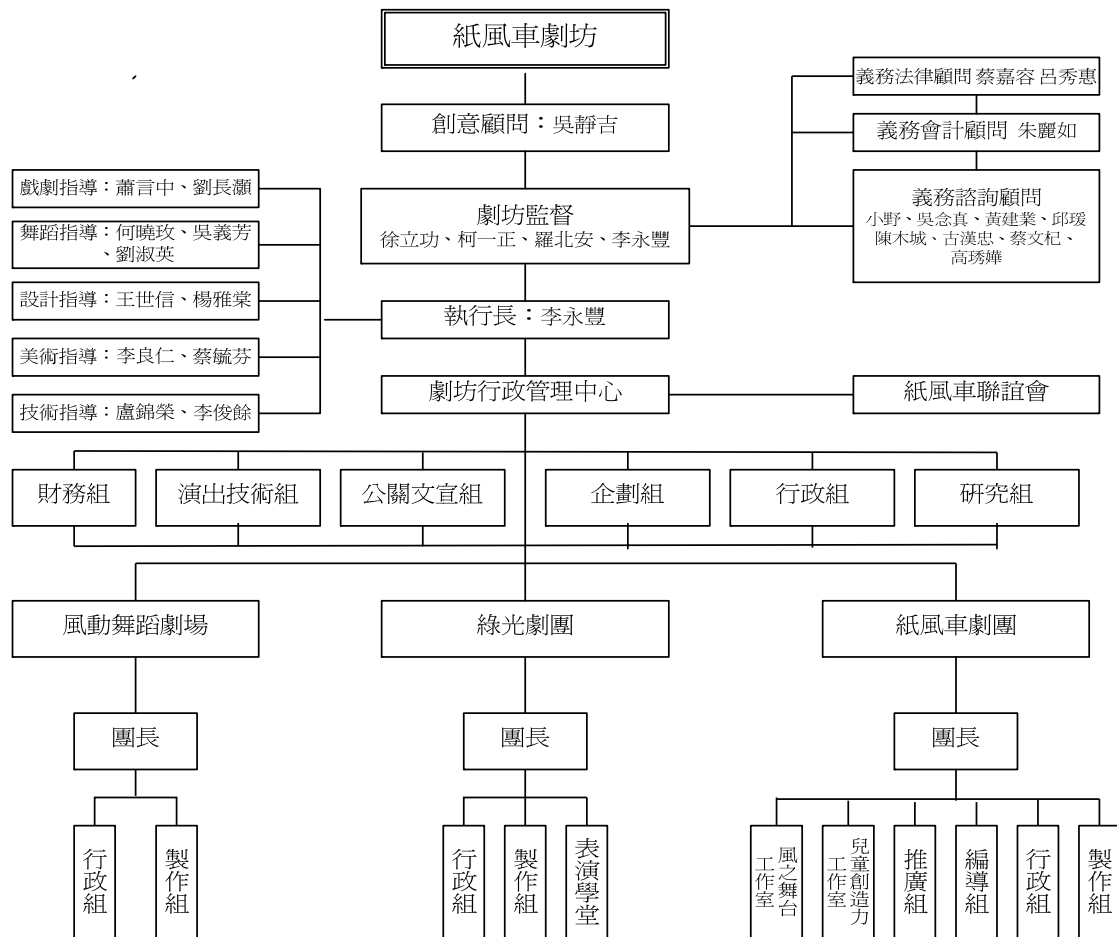 紙風車劇坊
創意顧問：吳靜吉
義務法律顧問 蔡嘉容 呂秀惠
義務會計顧問 朱麗如
義務諮詢顧問
小野、吳念真、黃建業、邱瑗
陳木城、古漢忠、蔡文杞、
高琇嬅
劇坊監督
徐立功、柯一正、羅北安、李永豐
戲劇指導：蕭言中、劉長灝
舞蹈指導：何曉玫、吳義芳
、劉淑英
設計指導：王世信、楊雅棠
美術指導：李良仁、蔡毓芬
技術指導：盧錦榮、李俊餘
執行長：李永豐
劇坊行政管理中心
紙風車聯誼會
財務組
演出技術組
公關文宣組
企劃組
行政組
研究組
風動舞蹈劇場
綠光劇團
紙風車劇團
團長
團長
團長
行政組
製作組
行政組
製作組
表演學堂
風之舞台
工作室
兒童創造力
工作室
推廣組
編導組
行政組
製作組